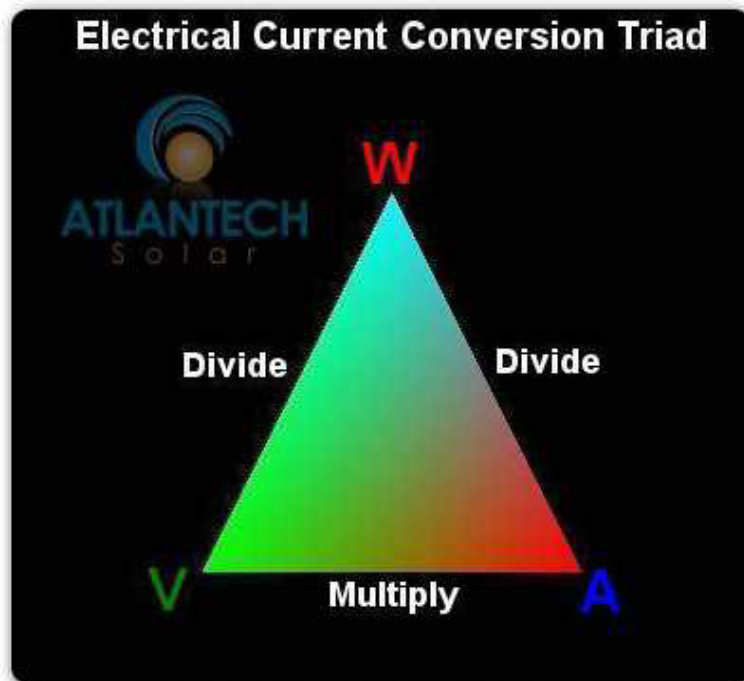 Electrical Current Conversion Triad
W
ATLANTECH
Solar
Divide
Divide
V
Multiply
A